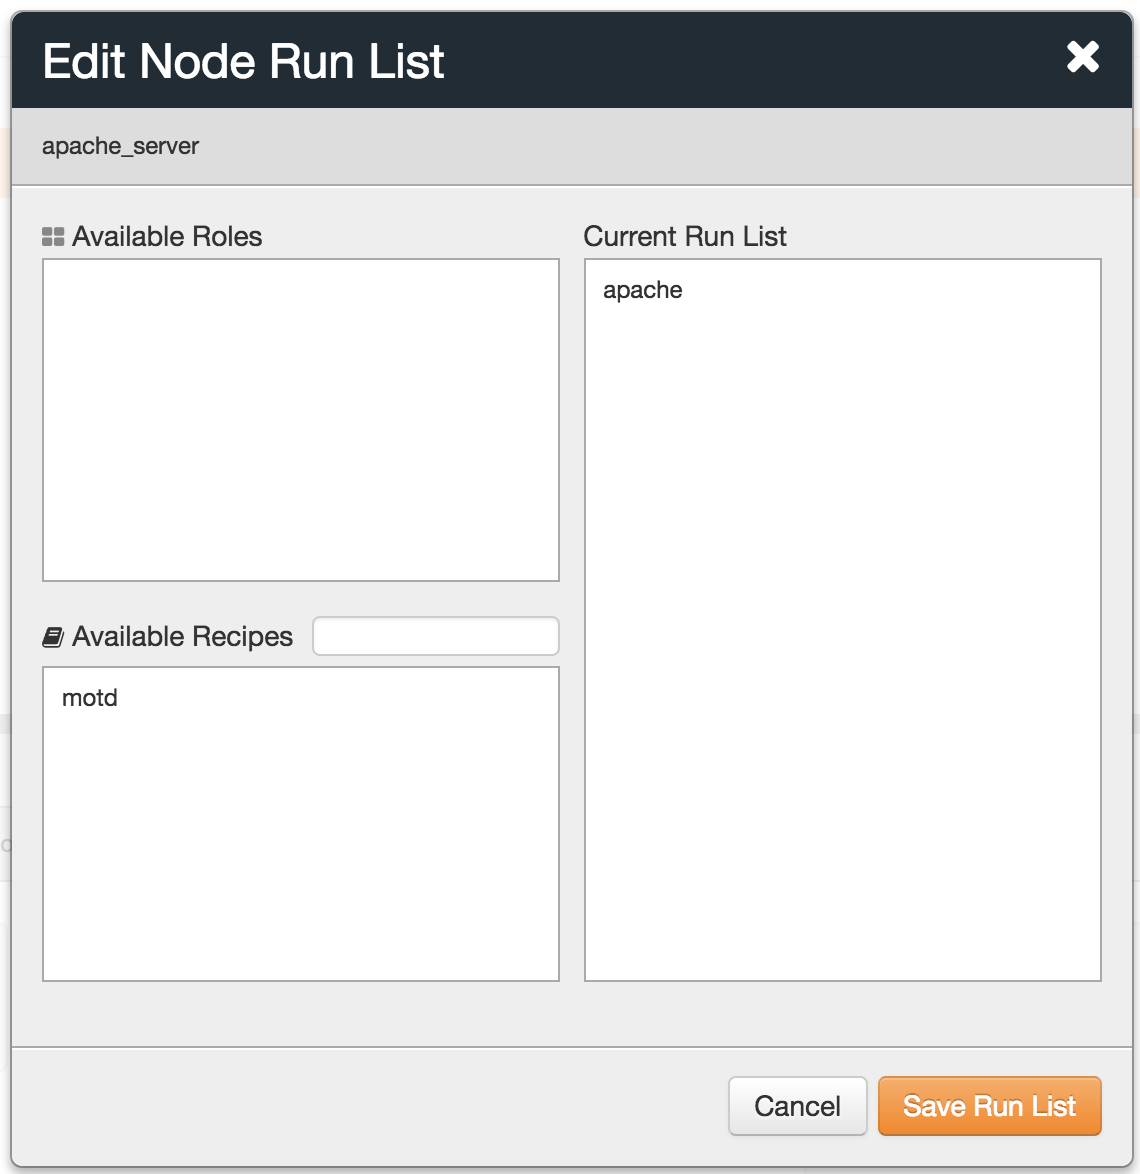 Edit Node Run List
apache_server
Available Roles
Current Run List
apache
Available Recipes
motd
Cancel
Save Run List